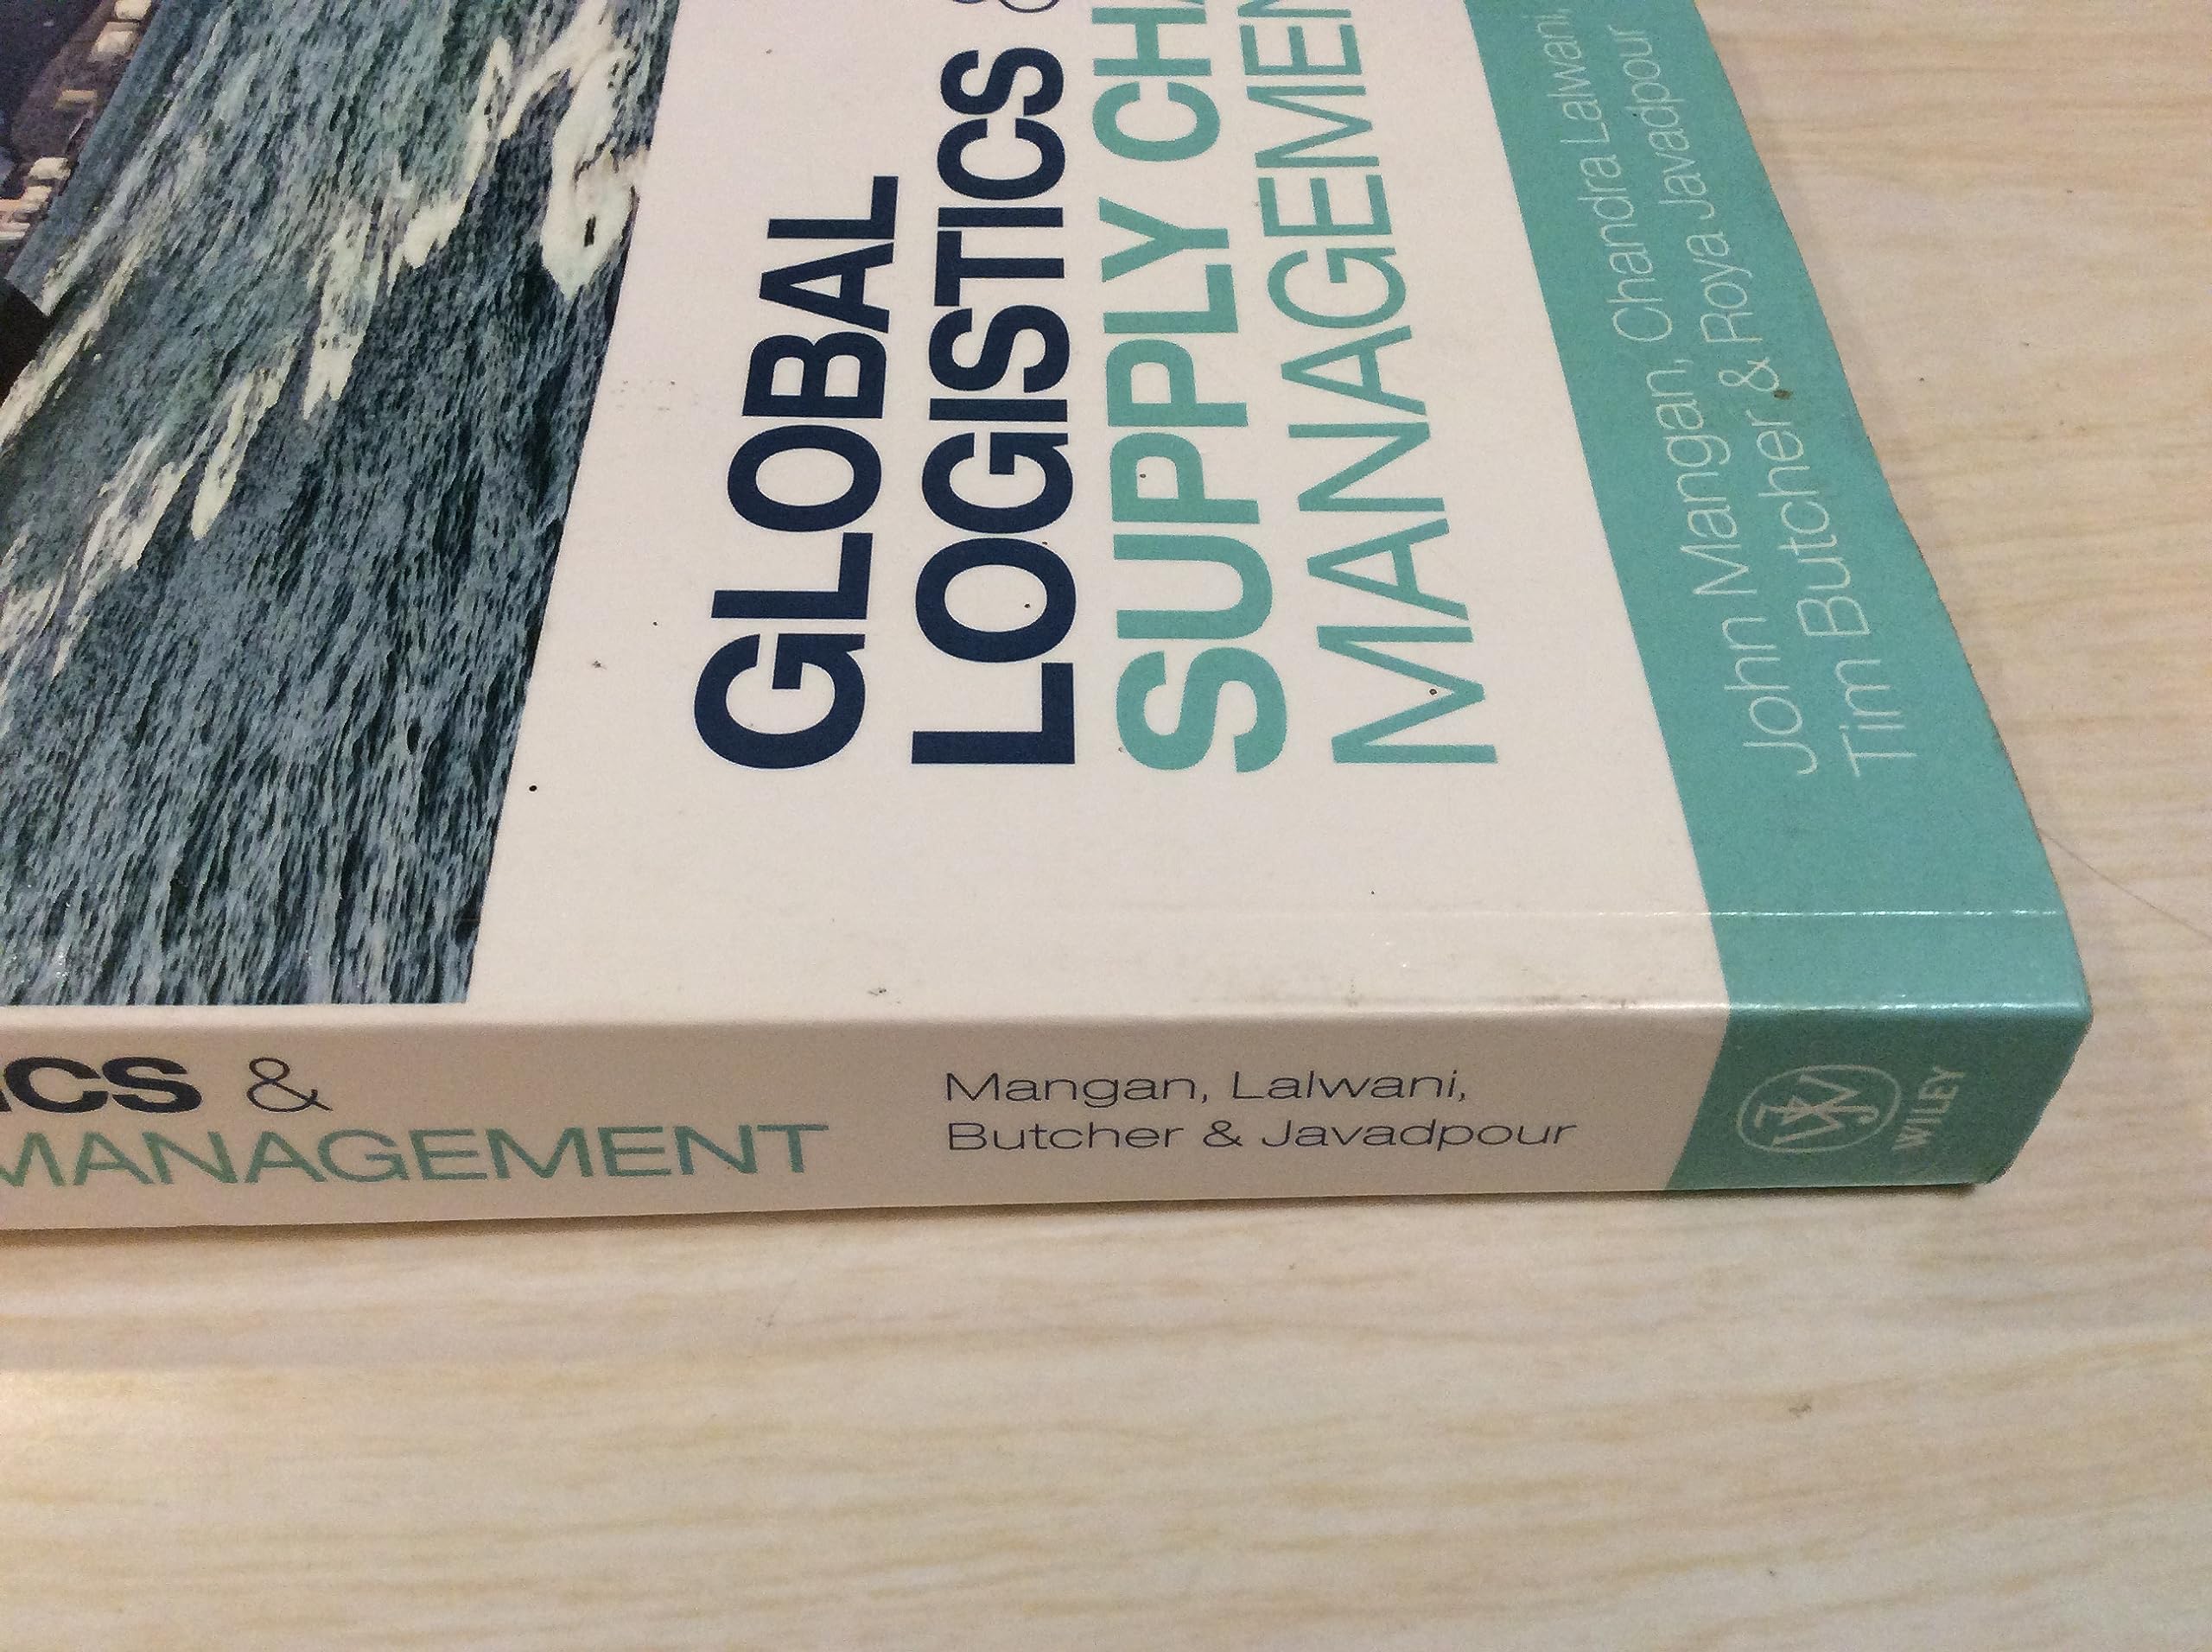 GLOBAL
LOGISTICS &
SUPPLY CHA
MANAGEMEN
John Mangan, Chandra Lalwani,
Tim Butcher & Roya Javadpour
ICS &
MANAGEMENT
Mangan, Lalwani,
Butcher & Javadpour
WILEY